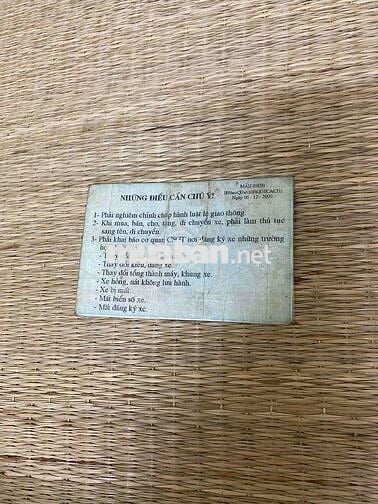 NHỮNG ĐIỀU CẦN CHÚ Ý!
Ngày 06 - 12 - 2000
1- Phải nghiêm chỉnh chấp hành luật lệ giao thông.
2- Khi mua, bán, cho, tặng, di chuyển xe, phải làm thủ tục
sang tên, di chuyển.
3- Phải khai báo cơ quan CSGT nơi đăng ký xe những trường
- Thay đổi kiểu, dáng xe.
- Thay đổi tổng thành máy, khung xe.
- Xe hỏng, nát không lưu hành.
- Xe bị mất.
- Mất biển số xe.
- Mất đăng ký xe.